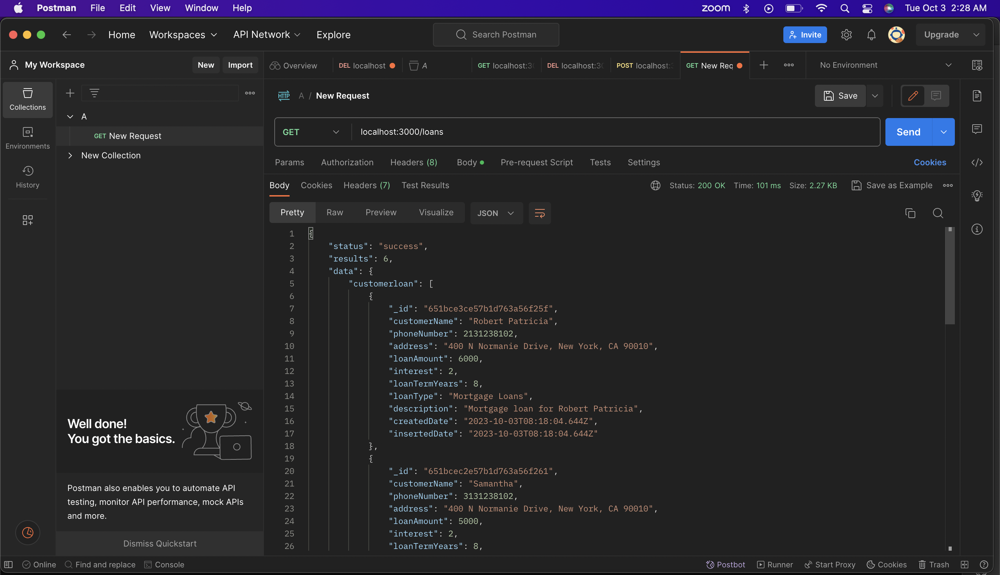 Postman File Edit View Window Help zoom Tue Oct 3 2:28 AM
Home Workspaces API Network Explore Search Postman Invite Upgrade
My Workspace New Import Overview DEL localhost A GET localhost:30 DEL localhost:30 POST localhost:3 GET New Req No Environment
Collections
Environments
History
A
GET New Request
New Collection
HTTP A / New Request Save
GET localhost:3000/loans Send
Params Authorization Headers (8) Body Pre-request Script Tests Settings Cookies
Body Cookies Headers (7) Test Results Status: 200 OK Time: 101 ms Size: 2.27 KB Save as Example
Pretty Raw Preview Visualize JSON
1 {
2 "status": "success",
3 "results": 6,
4 "data": {
5 "customerloan": [
6 {
7 "_id": "651bce3ce57b1d763a56f25f",
8 "customerName": "Robert Patricia",
9 "phoneNumber": 2131238102,
10 "address": "400 N Normanie Drive, New York, CA 90010",
11 "loanAmount": 6000,
12 "interest": 2,
13 "loanTermYears": 8,
14 "loanType": "Mortgage Loans",
15 "description": "Mortgage loan for Robert Patricia",
16 "createdDate": "2023-10-03T08:18:04.644Z",
17 "insertedDate": "2023-10-03T08:18:04.644Z"
18 },
19 {
20 "_id": "651bcec2e57b1d763a56f261",
21 "customerName": "Samantha",
22 "phoneNumber": 3131238102,
23 "address": "400 N Normanie Drive, New York, CA 90010",
24 "loanAmount": 5000,
25 "interest": 2,
26 "loanTermYears": 8,
Well done!
You got the basics.
Postman also enables you to automate API
testing, monitor API performance, mock APIs
and more.
Dismiss Quickstart
Online Find and replace Console Postbot Runner Start Proxy Cookies Trash